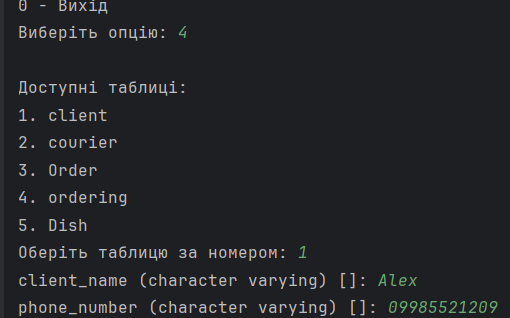 0 - Вихід
Виберіть опцію: 4
Доступні таблиці:
1. client
2. courier
3. Order
4. ordering
5. Dish
Оберіть таблицю за номером: 1
client_name (character varying) []: Alex
phone_number (character varying) []: 09985521209